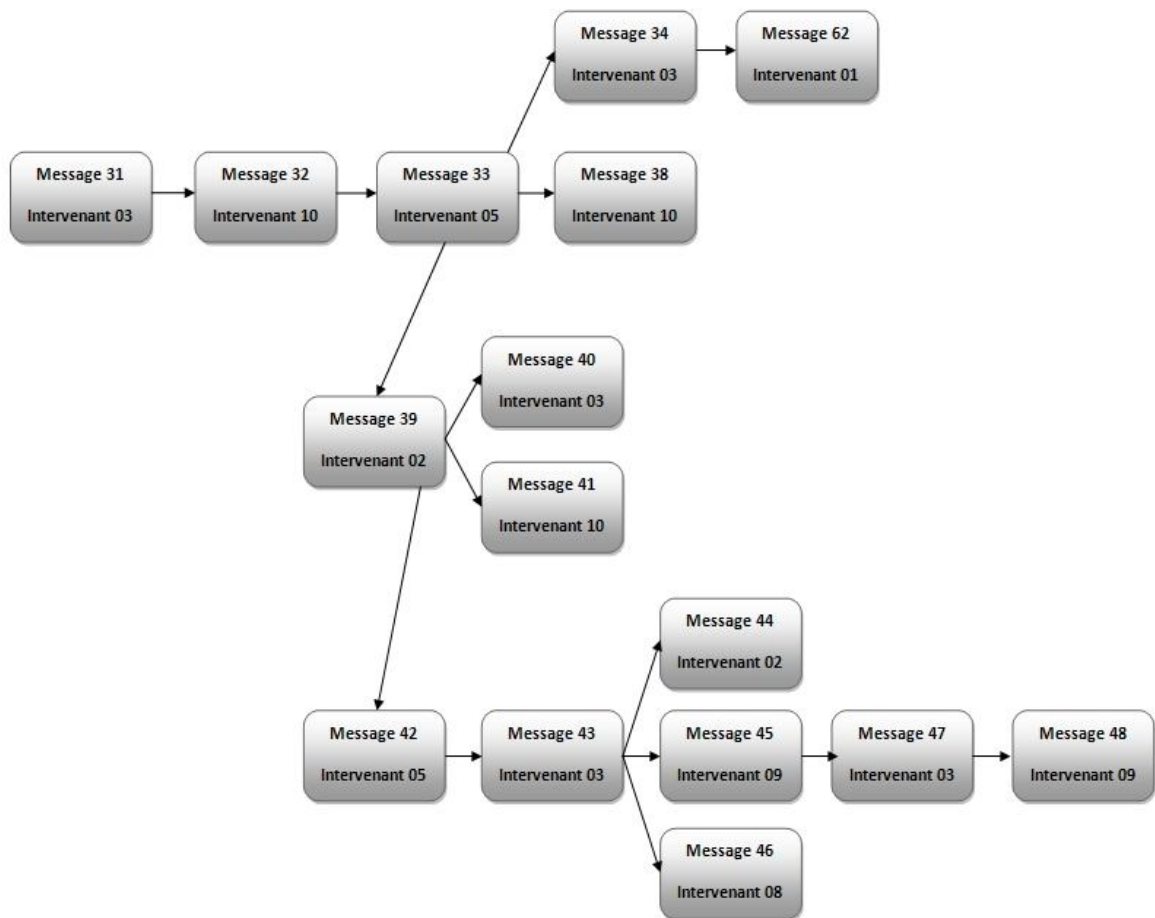 Message 34
Intervenant 03
Message 62
Intervenant 01
Message 31
Intervenant 03
Message 32
Intervenant 10
Message 33
Intervenant 05
Message 38
Intervenant 10
Message 40
Intervenant 03
Message 39
Intervenant 02
Message 41
Intervenant 10
Message 44
Intervenant 02
Message 42
Intervenant 05
Message 43
Intervenant 03
Message 45
Intervenant 09
Message 47
Intervenant 03
Message 48
Intervenant 09
Message 46
Intervenant 08